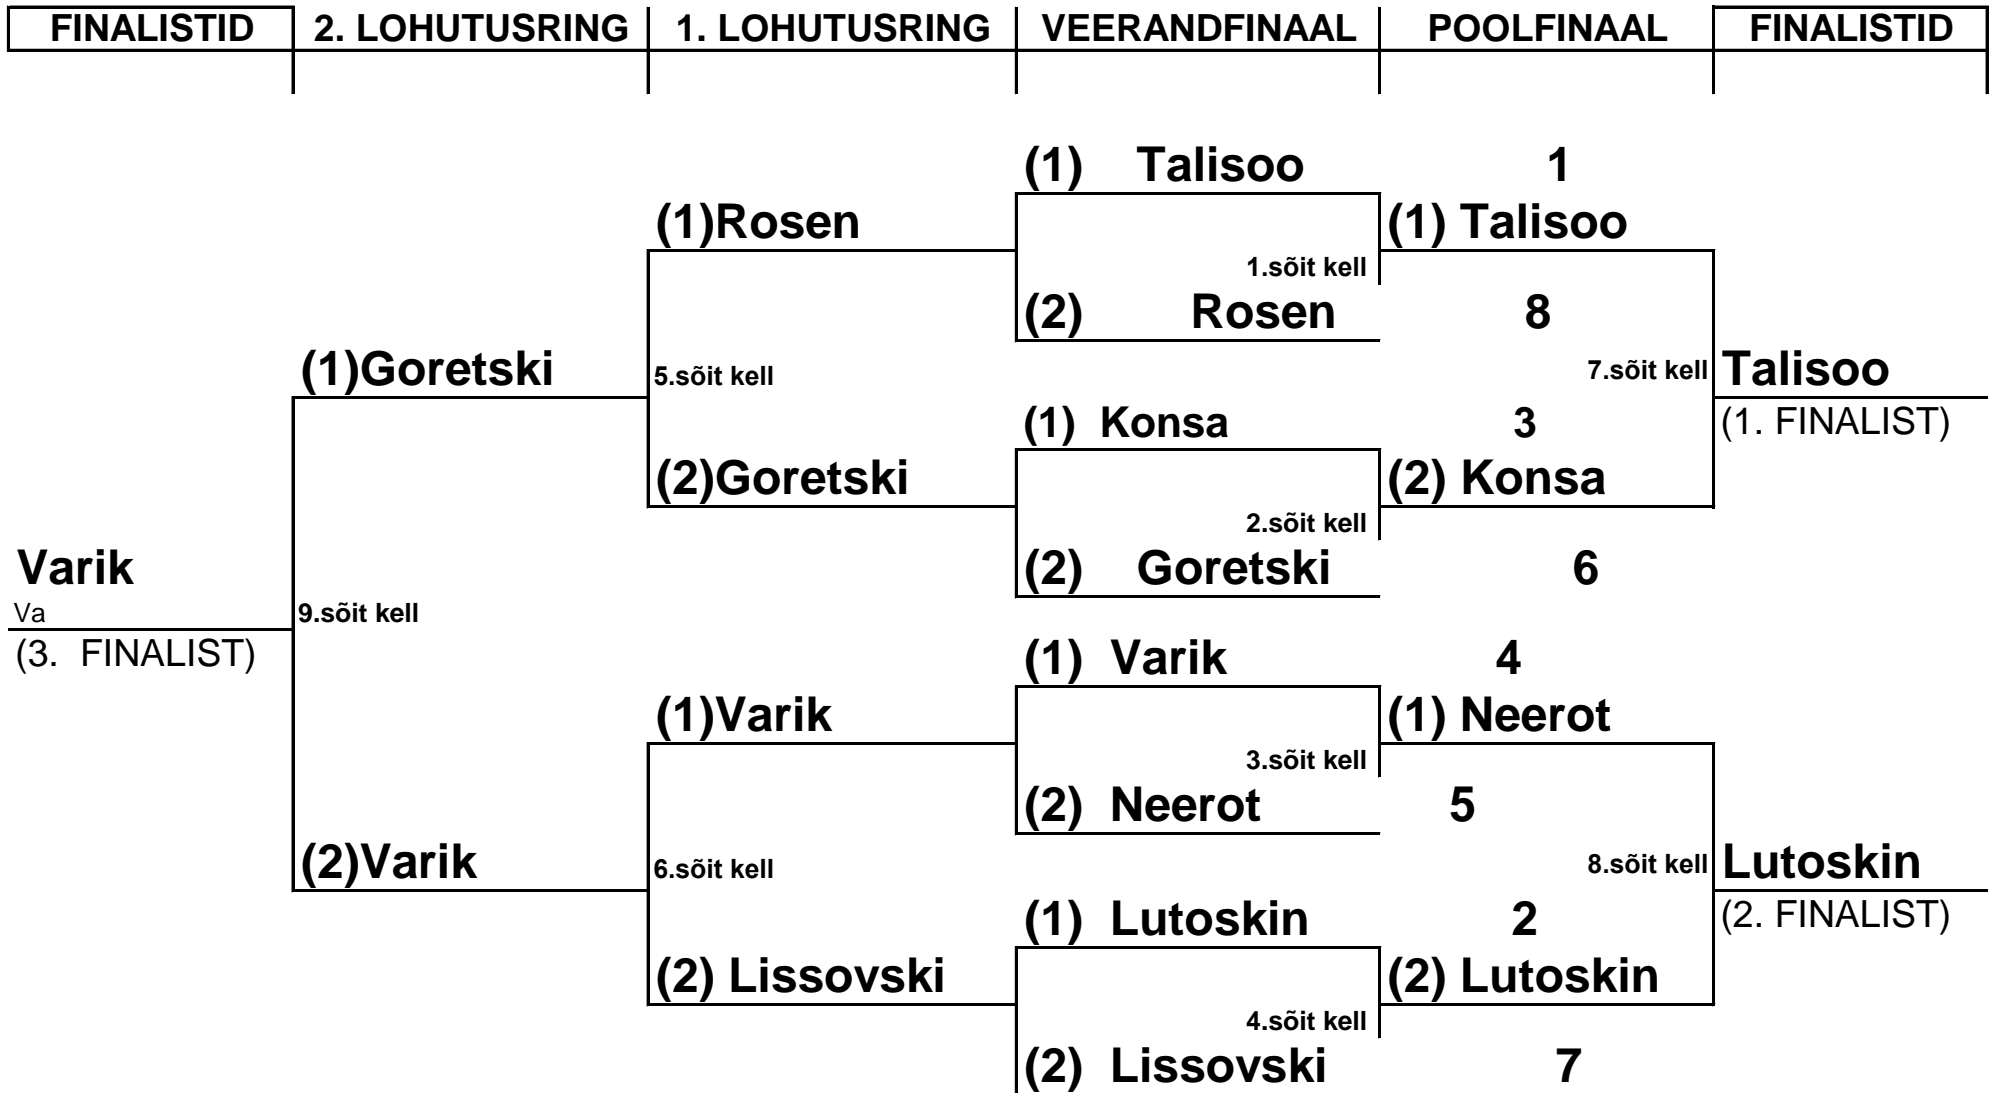 FINALISTID 2. LOHUTUSRING 1. LOHUTUSRING VEERANDFINAAL POOLFINAAL FINALISTID
(1) Talisoo 1
(1)Rosen (1) Talisoo
1.sõit kell
(2) Rosen 8
(1)Goretski 5.sõit kell 7.sõit kell Talisoo
(1) Konsa 3 (1. FINALIST)
(2)Goretski (2) Konsa
2.sõit kell
Varik (2) Goretski 6
Va 9.sõit kell
(3. FINALIST) (1) Varik 4
(1)Varik (1) Neerot
3.sõit kell
(2) Neerot 5
(2)Varik 6.sõit kell 8.sõit kell Lutoskin
(1) Lutoskin 2 (2. FINALIST)
(2) Lissovski (2) Lutoskin
4.sõit kell
(2) Lissovski 7